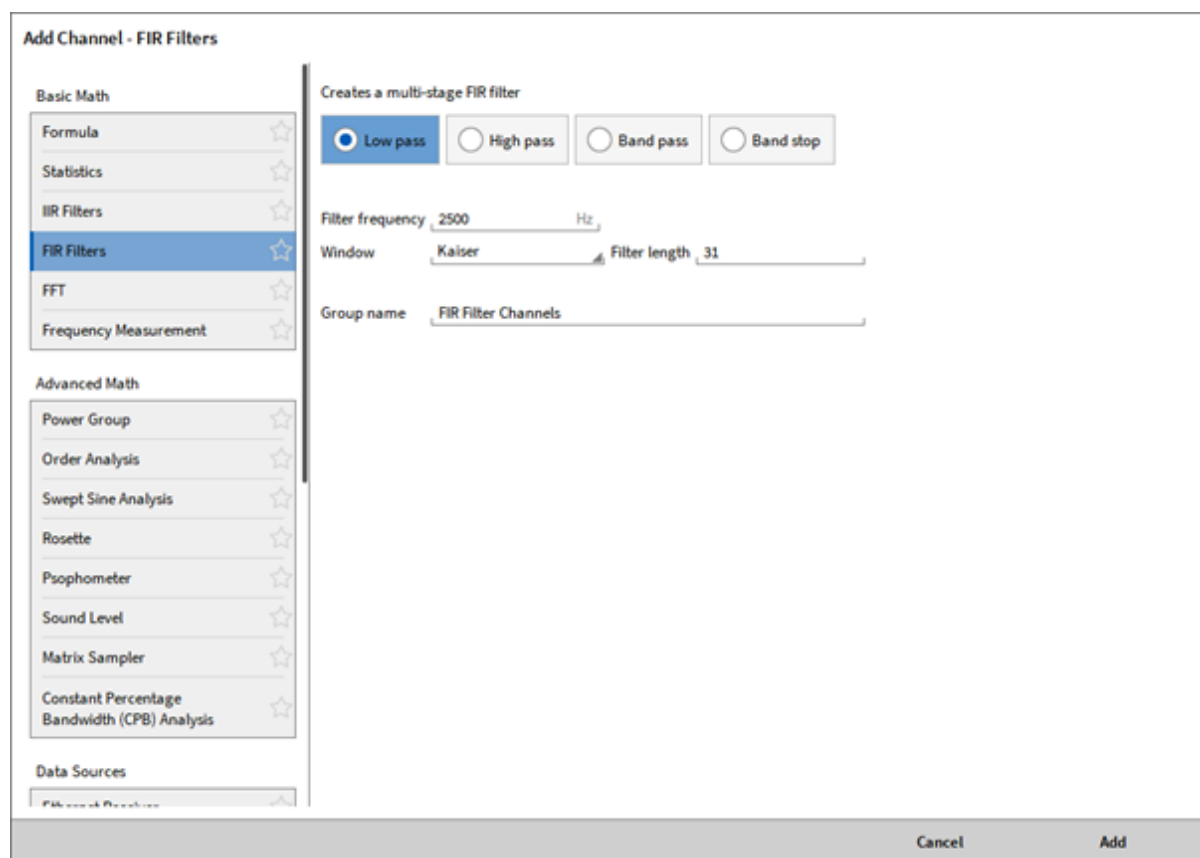 Add Channel - FIR Filters
Basic Math
Formula
Statistics
IIR Filters
FIR Filters
FFT
Frequency Measurement
Advanced Math
Power Group
Order Analysis
Swept Sine Analysis
Rosette
Psophometer
Sound Level
Matrix Sampler
Constant Percentage
Bandwidth (CPB) Analysis
Data Sources
Ethernet Receiver
Creates a multi-stage FIR filter
Low pass High pass Band pass Band stop
Filter frequency 2500 Hz
Window Kaiser Filter length 31
Group name FIR Filter Channels
Cancel Add